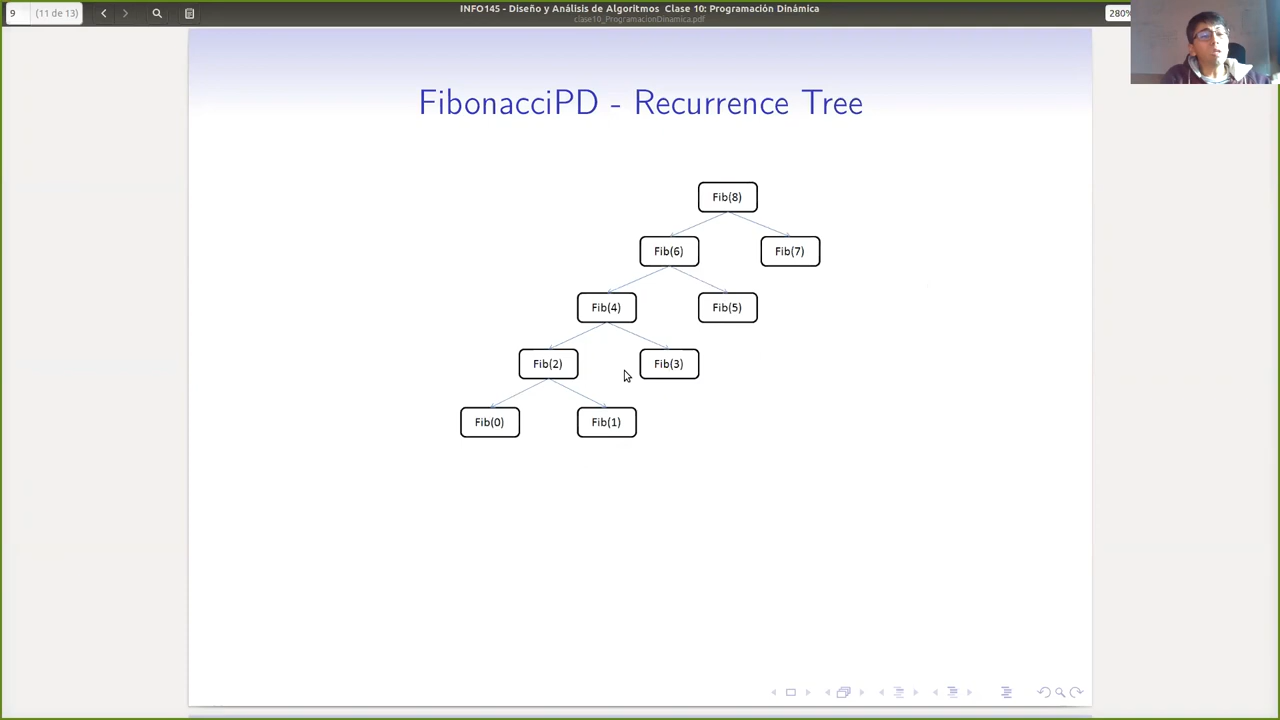 9 (11 de 13)
INFO145 - Diseño y Análisis de Algoritmos Clase 10: Programación Dinámica
clase10_ProgramacionDinamica.pdf
280%
FibonacciPD - Recurrence Tree
Fib(8)
Fib(6) Fib(7)
Fib(4) Fib(5)
Fib(2) Fib(3)
Fib(0) Fib(1)